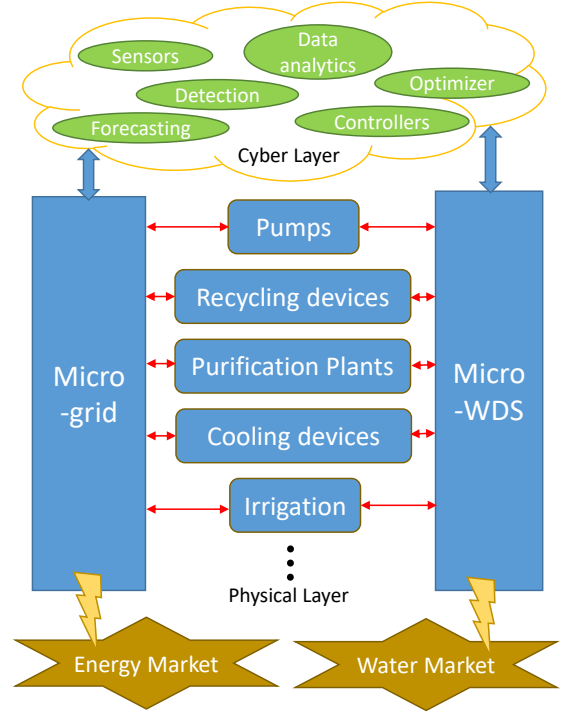 Sensors
Data
analytics
Optimizer
Detection
Forecasting
Controllers
Cyber Layer
Pumps
Recycling devices
Micro
-grid
Purification Plants
Micro
-WDS
Cooling devices
Irrigation
Physical Layer
Energy Market
Water Market